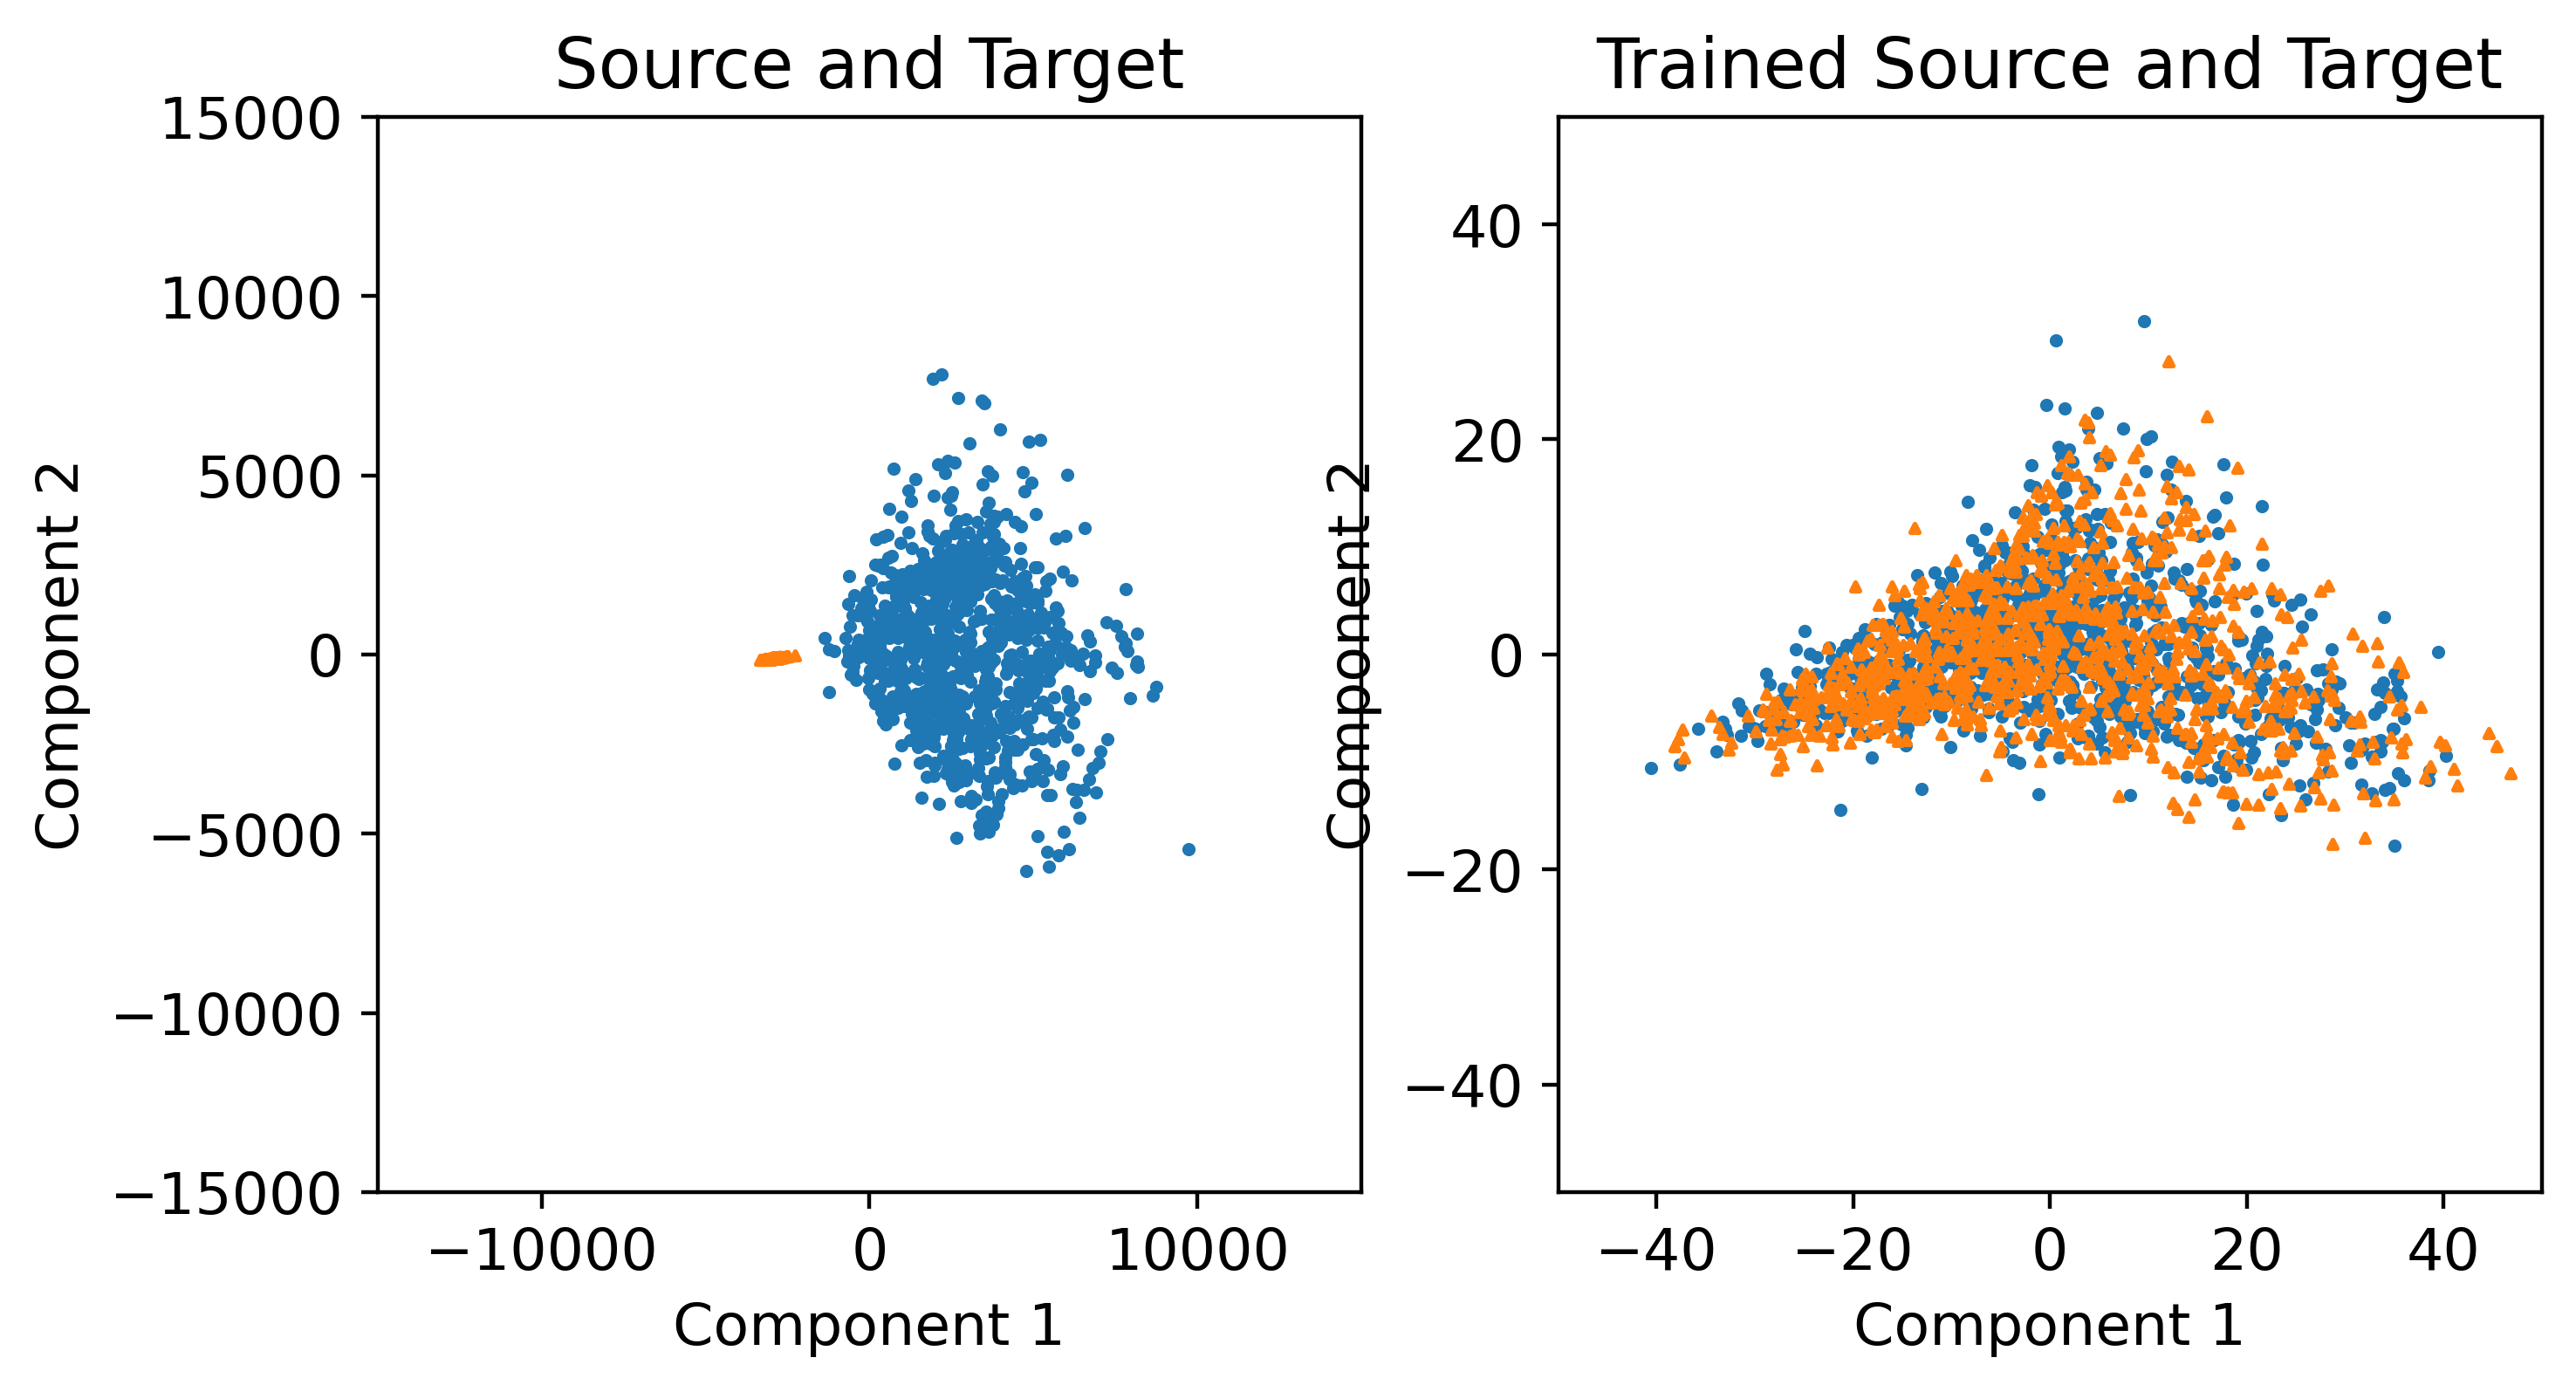 Source and Target
15000
10000
5000
0
−5000
−10000
−15000
Component 2
−10000 0 10000
Component 1
Trained Source and Target
40
20
0
−20
−40
Component 2
−40 −20 0 20 40
Component 1